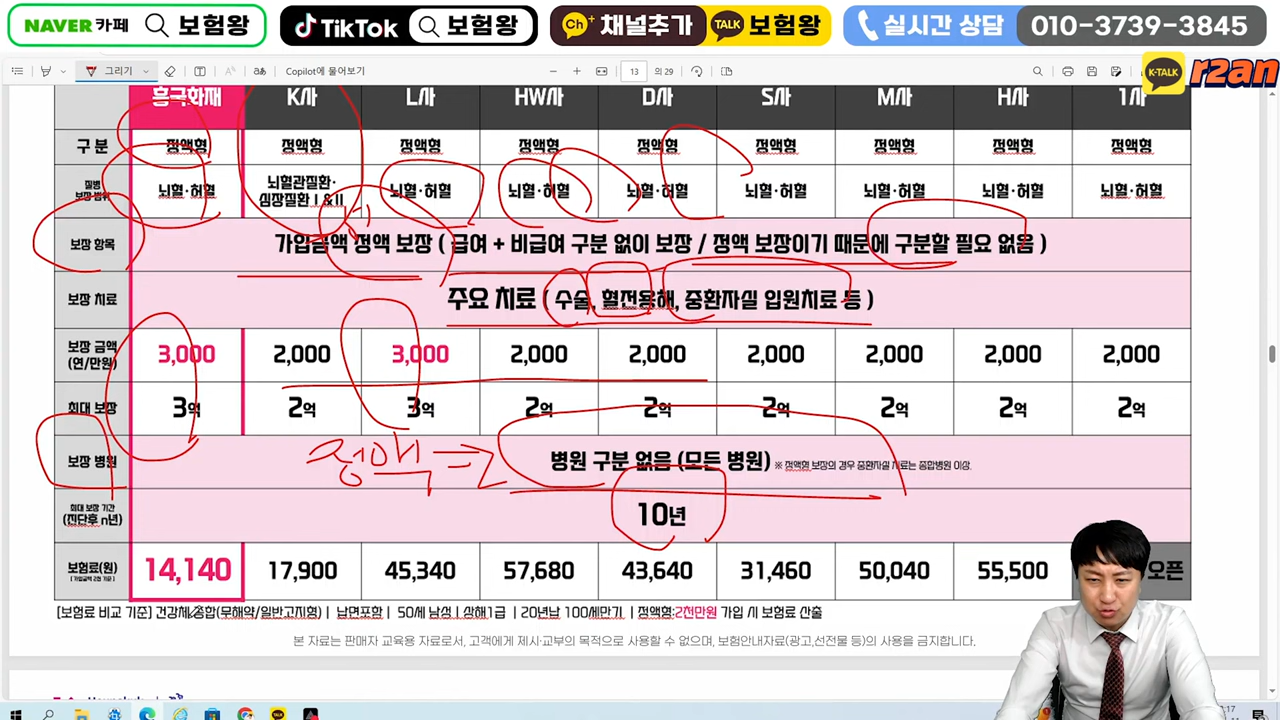 NAVER 카페 보험왕 TikTok 보험왕 Ch+ 채널추가 TALK 보험왕 실시간 상담 010-3739-3845
그리기 Copilot에 물어보기 13 의 29
K-TALK r2an
흥국화재 K사 L사 HW사 D사 S사 M사 H사 1사
구 분 정액형 정액형 정액형 정액형 정액형 정액형 정액형 정액형 정액형
질병 보장·범위 뇌혈·허혈 뇌혈관질환· 심장질환 I & II 뇌혈·허혈 뇌혈·허혈 뇌혈·허혈 뇌혈·허혈 뇌혈·허혈 뇌혈·허혈 뇌혈·허혈
보장 항목 가입금액 정액 보장 ( 급여 + 비급여 구분 없이 보장 / 정액 보장이기 때문에 구분할 필요 없음 )
보장 치료 주요 치료 ( 수술, 혈전용해, 중환자실 입원치료 등 )
보장 금액 (연/만원) 3,000 2,000 3,000 2,000 2,000 2,000 2,000 2,000 2,000
최대 보장 3억 2억 3억 2억 2억 2억 2억 2억 2억
정액
보장 병원 병원 구분 없음 (모든 병원) ※ 정액형 보장의 경우 중환자실 치료는 종합병원 이상.
최대 보장 기간 (진단후 n년) 10년
보험료(원) 14,140 17,900 45,340 57,680 43,640 31,460 50,040 55,500 오픈
[보험료 비교 기준] 건강체/종합(무해약/일반고지형) | 납면포함 | 50세 남성 | 상해1급 | 20년납 100세만기 | 정액형:2천만원 가입 시 보험료 산출
본 자료는 판매자 교육용 자료로서, 고객에게 제시·교부의 목적으로 사용할 수 없으며, 보험안내자료(광고,선전물 등)의 사용을 금지합니다.